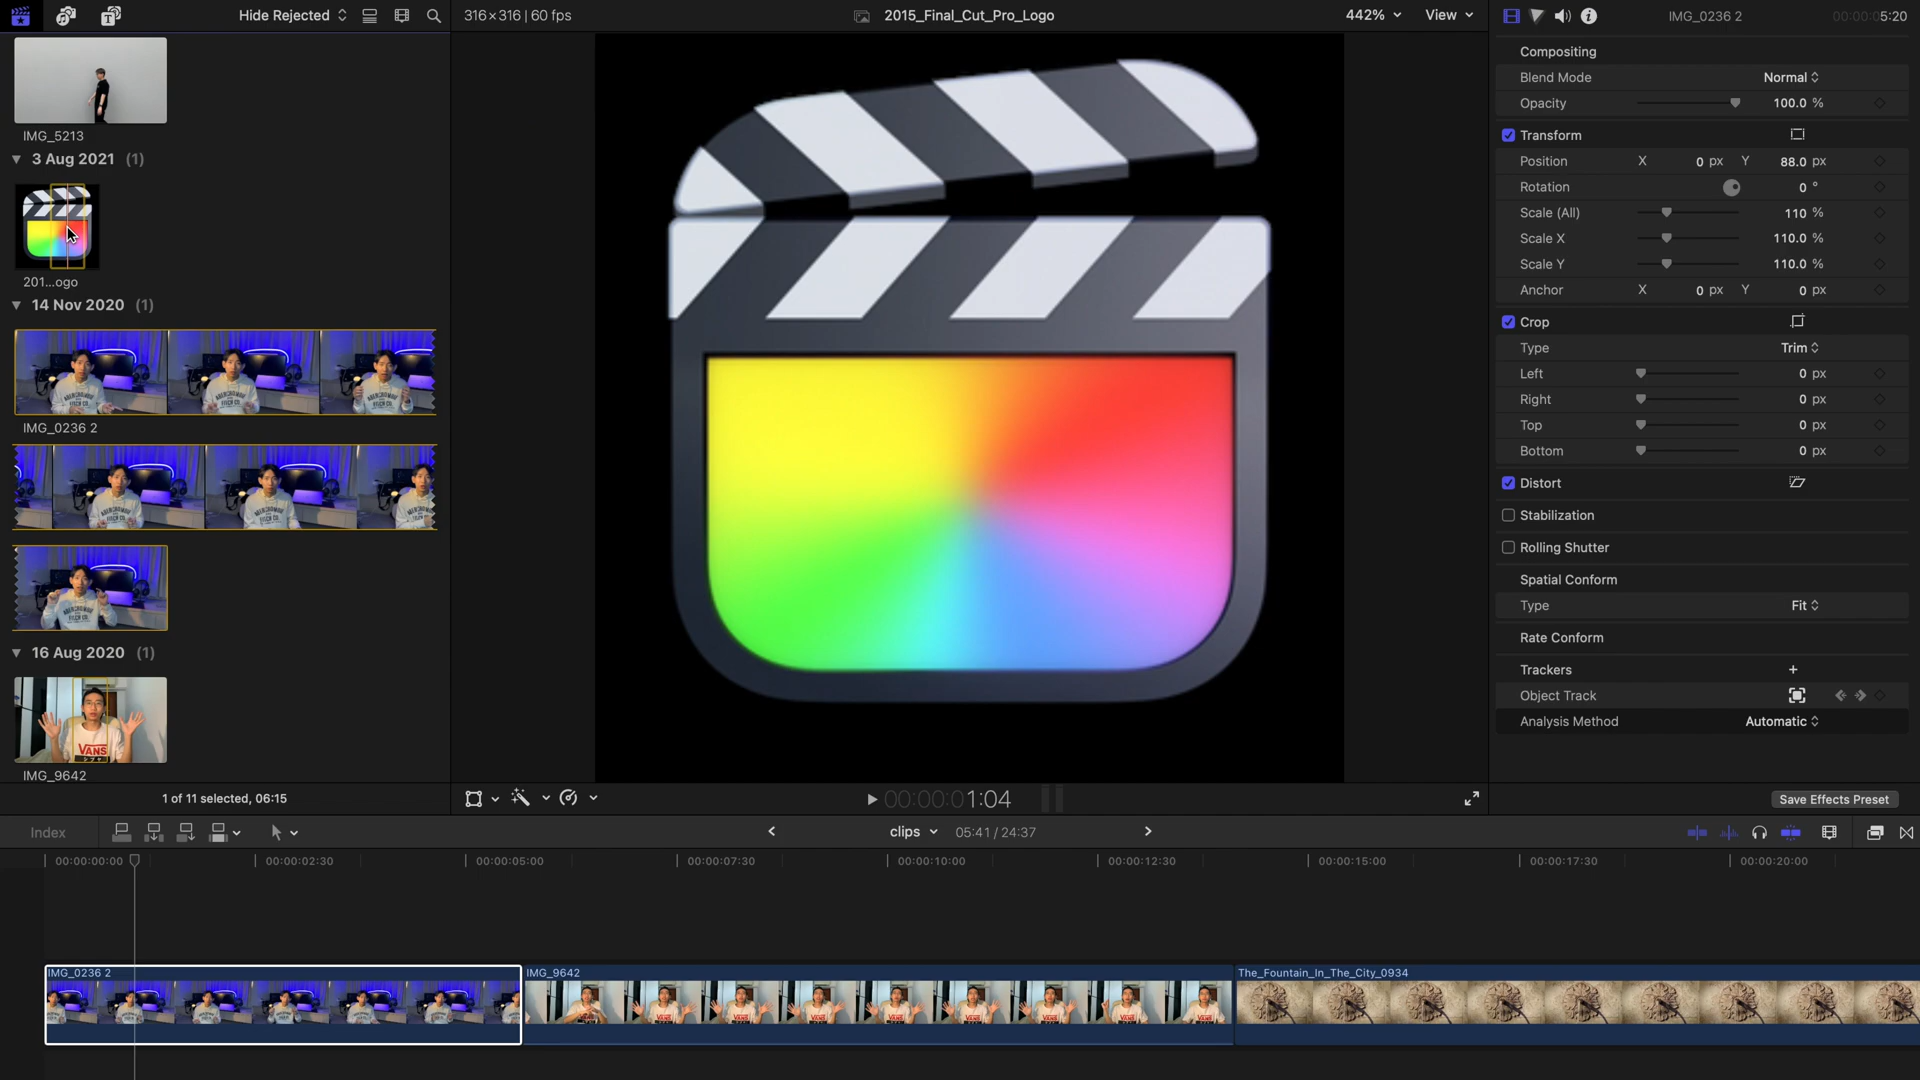 Hide Rejected
316×316 | 60 fps
2015_Final_Cut_Pro_Logo
442%
View
IMG_0236 2
00:00:00:05:20
IMG_5213
3 Aug 2021 (1)
201...ogo
14 Nov 2020 (1)
IMG_0236 2
16 Aug 2020 (1)
VANS
IMG_9642
1 of 11 selected, 06:15
00:00:01:04
Compositing
Blend Mode Normal
Opacity 100.0 %
Transform
Position X 0 px Y 88.0 px
Rotation 0 °
Scale (All) 110 %
Scale X 110.0 %
Scale Y 110.0 %
Anchor X 0 px Y 0 px
Crop
Type Trim
Left 0 px
Right 0 px
Top 0 px
Bottom 0 px
Distort
Stabilization
Rolling Shutter
Spatial Conform
Type Fit
Rate Conform
Trackers +
Object Track
Analysis Method Automatic
Save Effects Preset
Index
clips
05:41 / 24:37
00:00:00:00 00:00:02:30 00:00:05:00 00:00:07:30 00:00:10:00 00:00:12:30 00:00:15:00 00:00:17:30 00:00:20:00
IMG_0236 2
IMG_9642
The_Fountain_In_The_City_0934